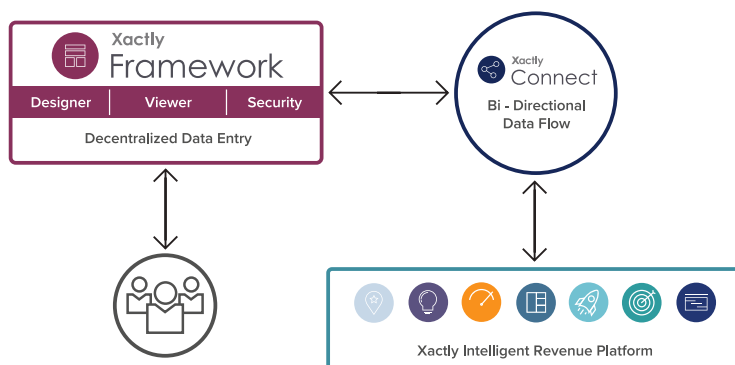 Xactly
Framework
Designer Viewer Security
Decentralized Data Entry
Xactly
Connect
Bi - Directional
Data Flow
Xactly Intelligent Revenue Platform